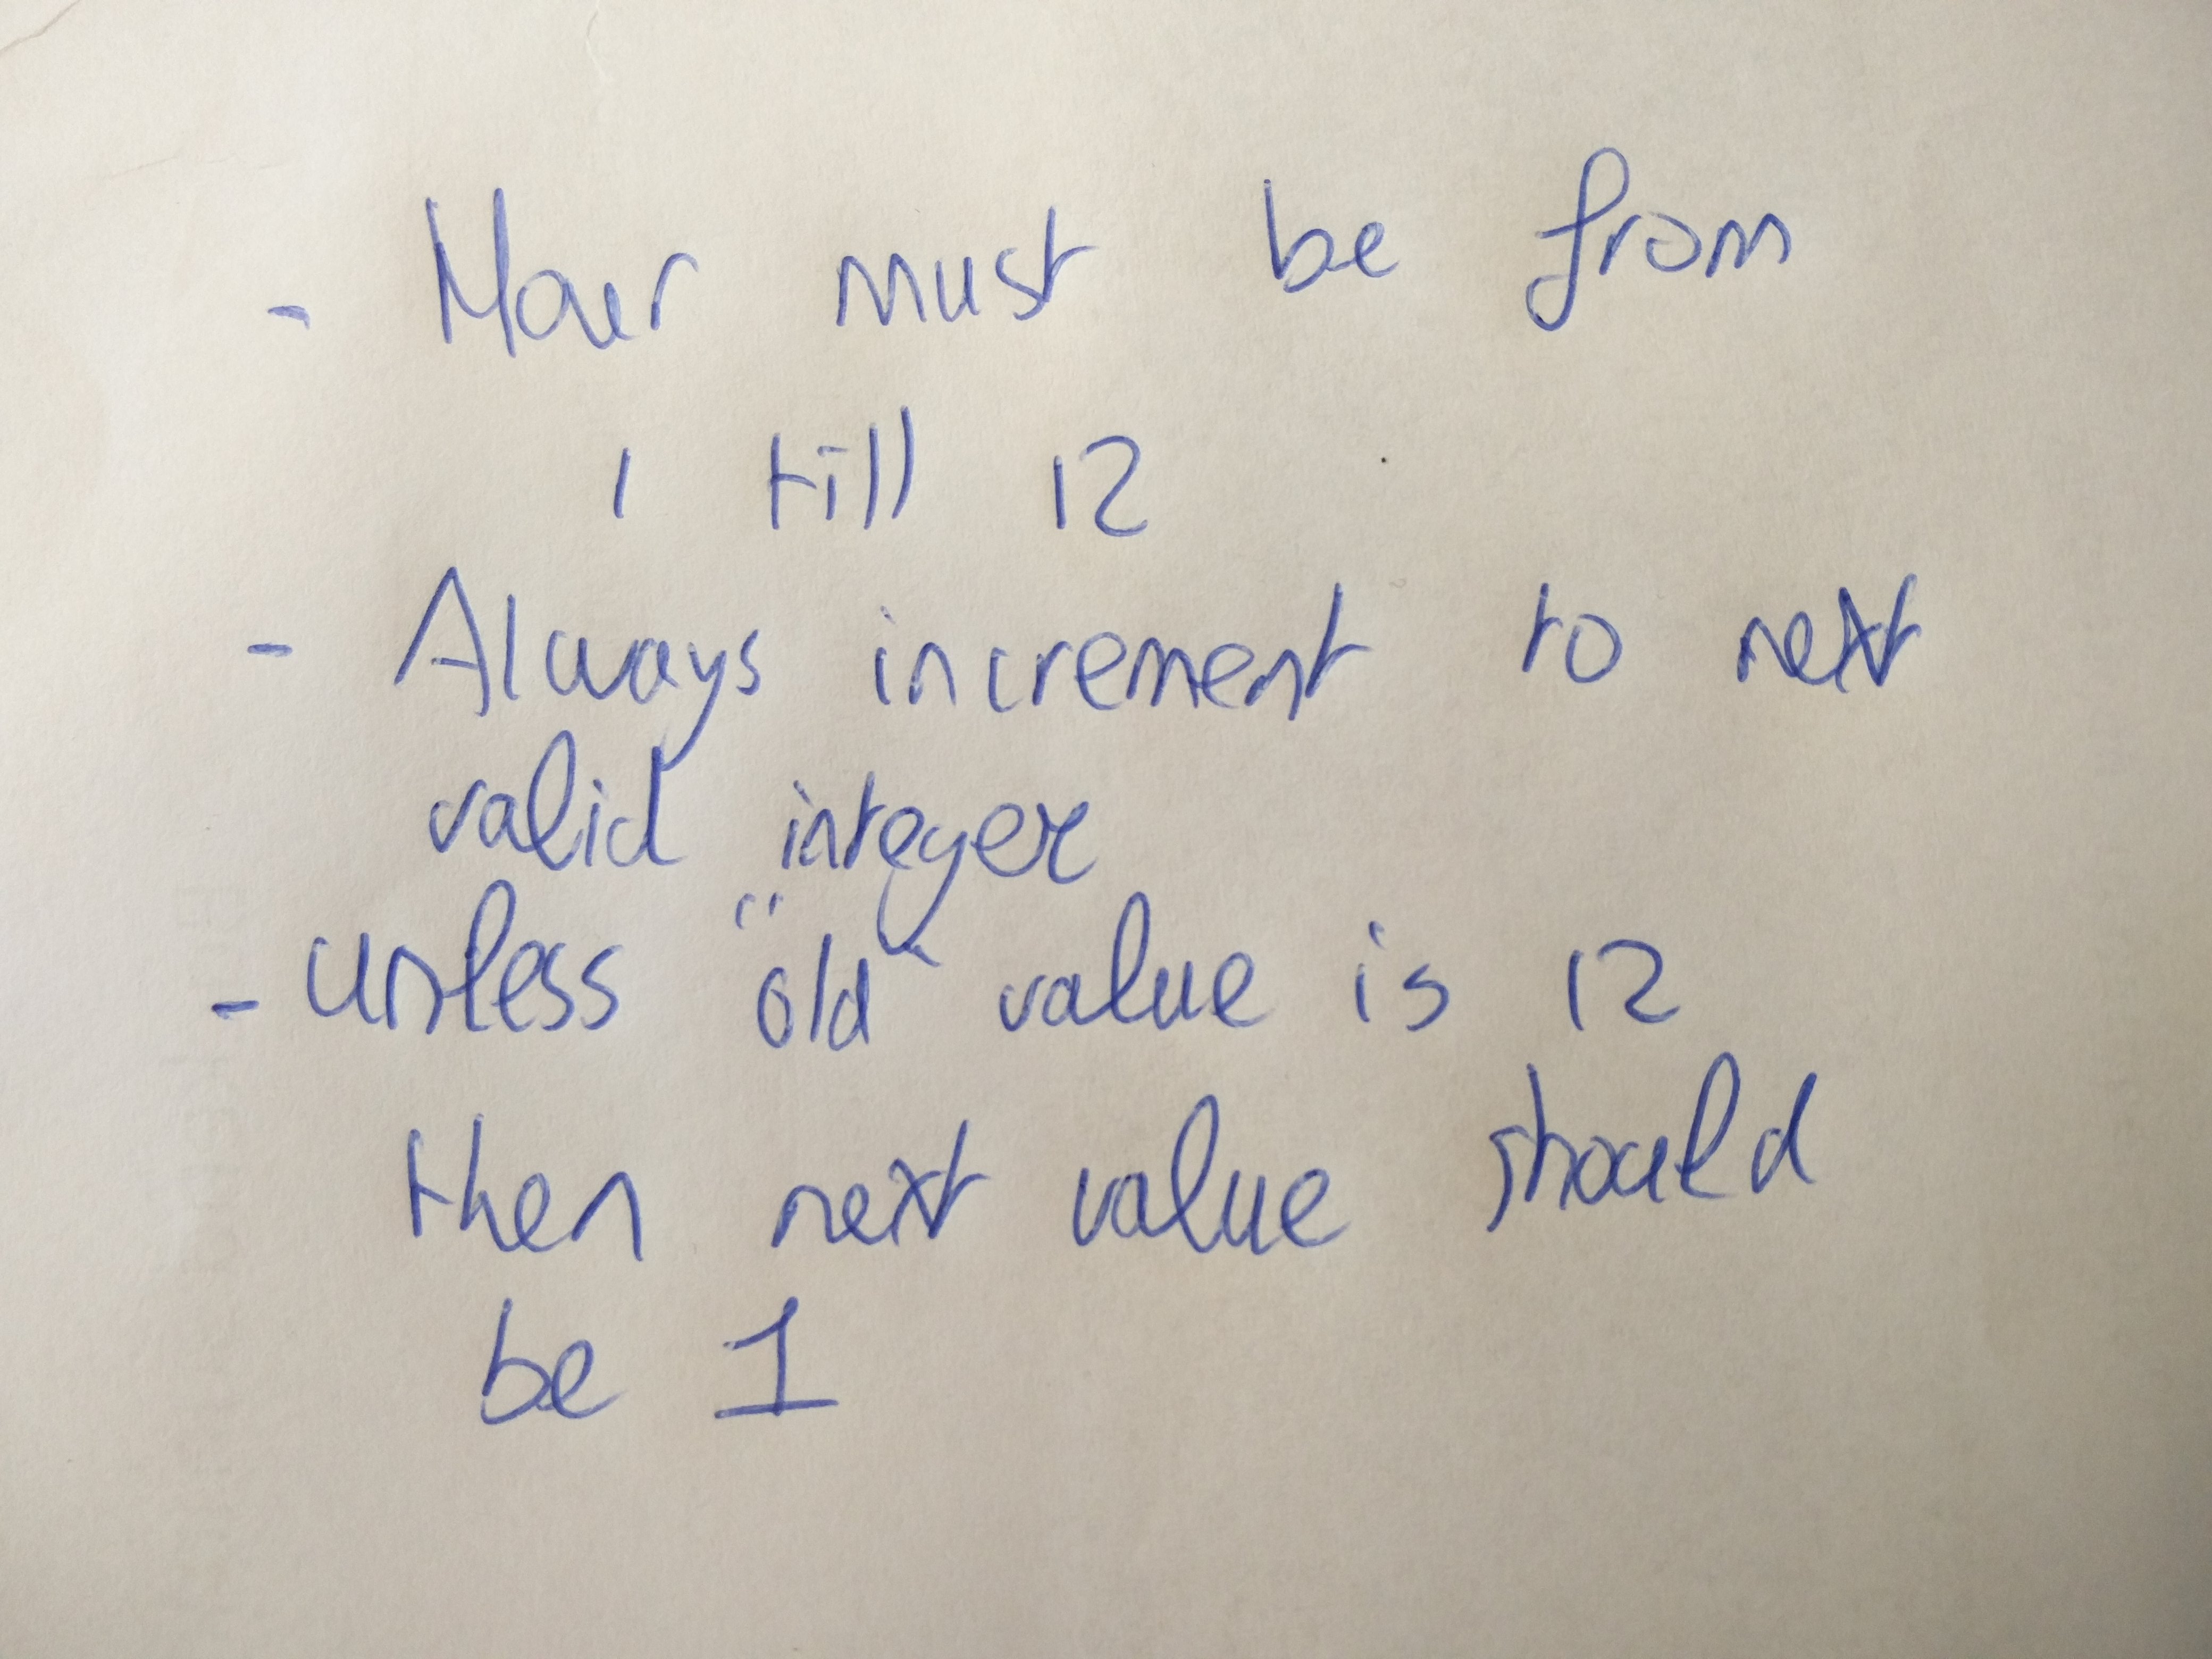 - Hour must be from
1 till 12
- Always increment to next
valid integer
- unless "old" value is 12
then next value should
be 1